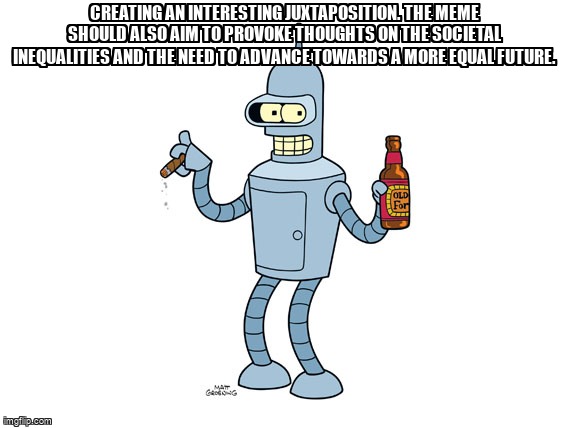 CREATING AN INTERESTING JUXTAPOSITION. THE MEME
SHOULD ALSO AIM TO PROVOKE THOUGHTS ON THE SOCIETAL
INEQUALITIES AND THE NEED TO ADVANCE TOWARDS A MORE EQUAL FUTURE.
OLD
For
MATT
GROENING
imgflip.com